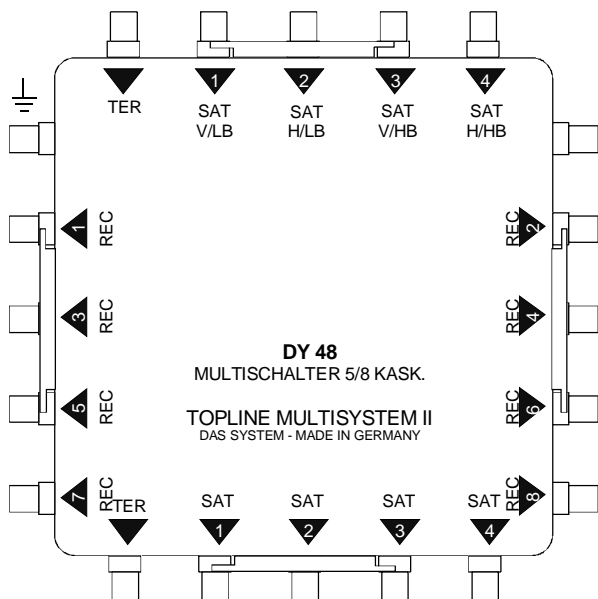 1 2 3 4
TER SAT SAT SAT SAT
V/LB H/LB V/HB H/HB
1 REC REC 2
3 REC REC 4
DY 48
MULTISCHALTER 5/8 KASK.
5 REC REC 6
TOPLINE MULTISYSTEM II
DAS SYSTEM - MADE IN GERMANY
7 REC REC 8
TER SAT SAT SAT SAT
1 2 3 4